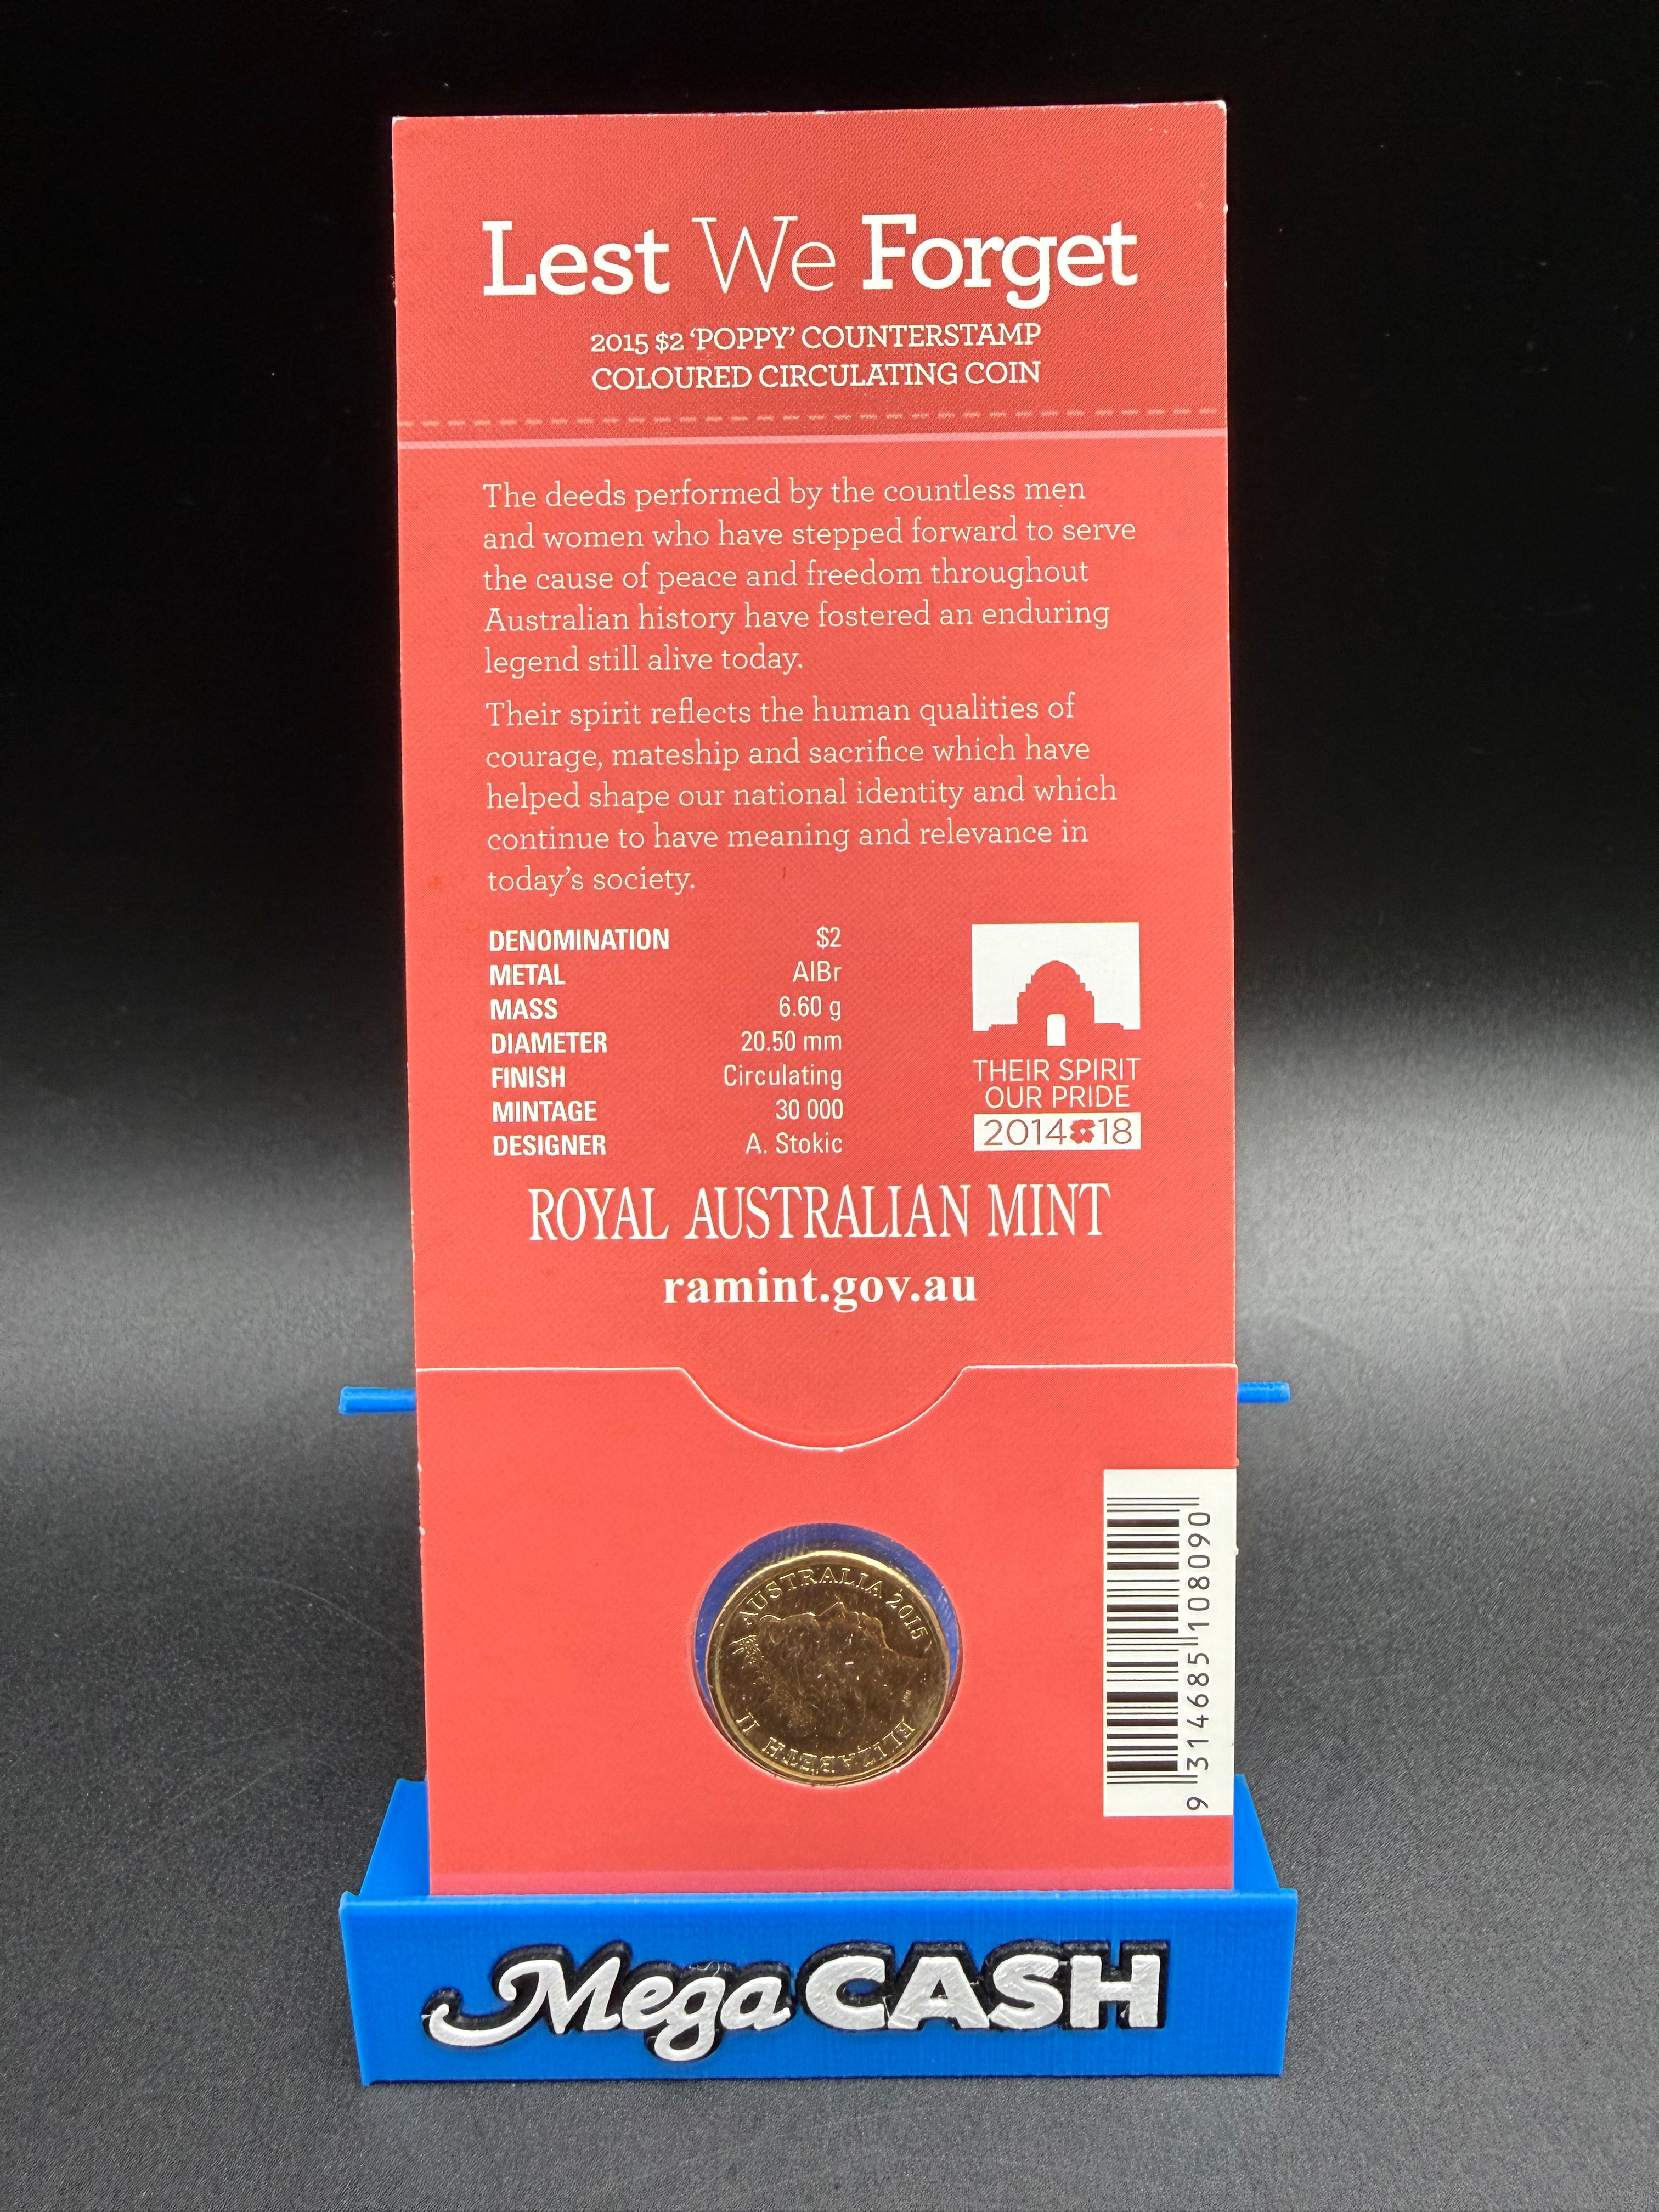 Lest We Forget
2015 $2 ‘POPPY’ COUNTERSTAMP
COLOURED CIRCULATING COIN
The deeds performed by the countless men
and women who have stepped forward to serve
the cause of peace and freedom throughout
Australian history have fostered an enduring
legend still alive today.
Their spirit reflects the human qualities of
courage, mateship and sacrifice which have
helped shape our national identity and which
continue to have meaning and relevance in
today’s society.
DENOMINATION $2
METAL AlBr
MASS 6.60 g
DIAMETER 20.50 mm
FINISH Circulating
MINTAGE 30 000
DESIGNER A. Stokic
THEIR SPIRIT
OUR PRIDE
2014 18
ROYAL AUSTRALIAN MINT
ramint.gov.au
AUSTRALIA 2015
ELIZABETH II
9 314685 108090
Mega CASH